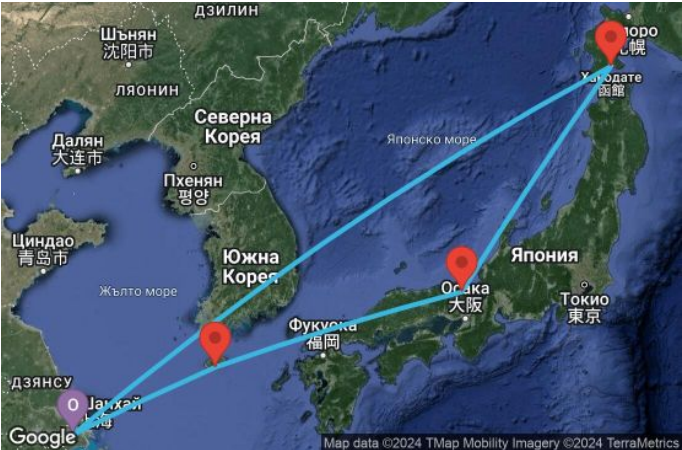 ДЗИЛИН
Шънян
沈阳市
ЛЯОНИН
Северна
Корея
Далян
大连市
Японско море
Пхенян
평양
Циндао
青岛市
Южна
Корея
Жълто море
Япония
Осака
大阪
Токио
東京
Фукуока
福岡
函館
ДЗЯНСУ
O
Google
Map data ©2024 TMap Mobility Imagery ©2024 TerraMetrics